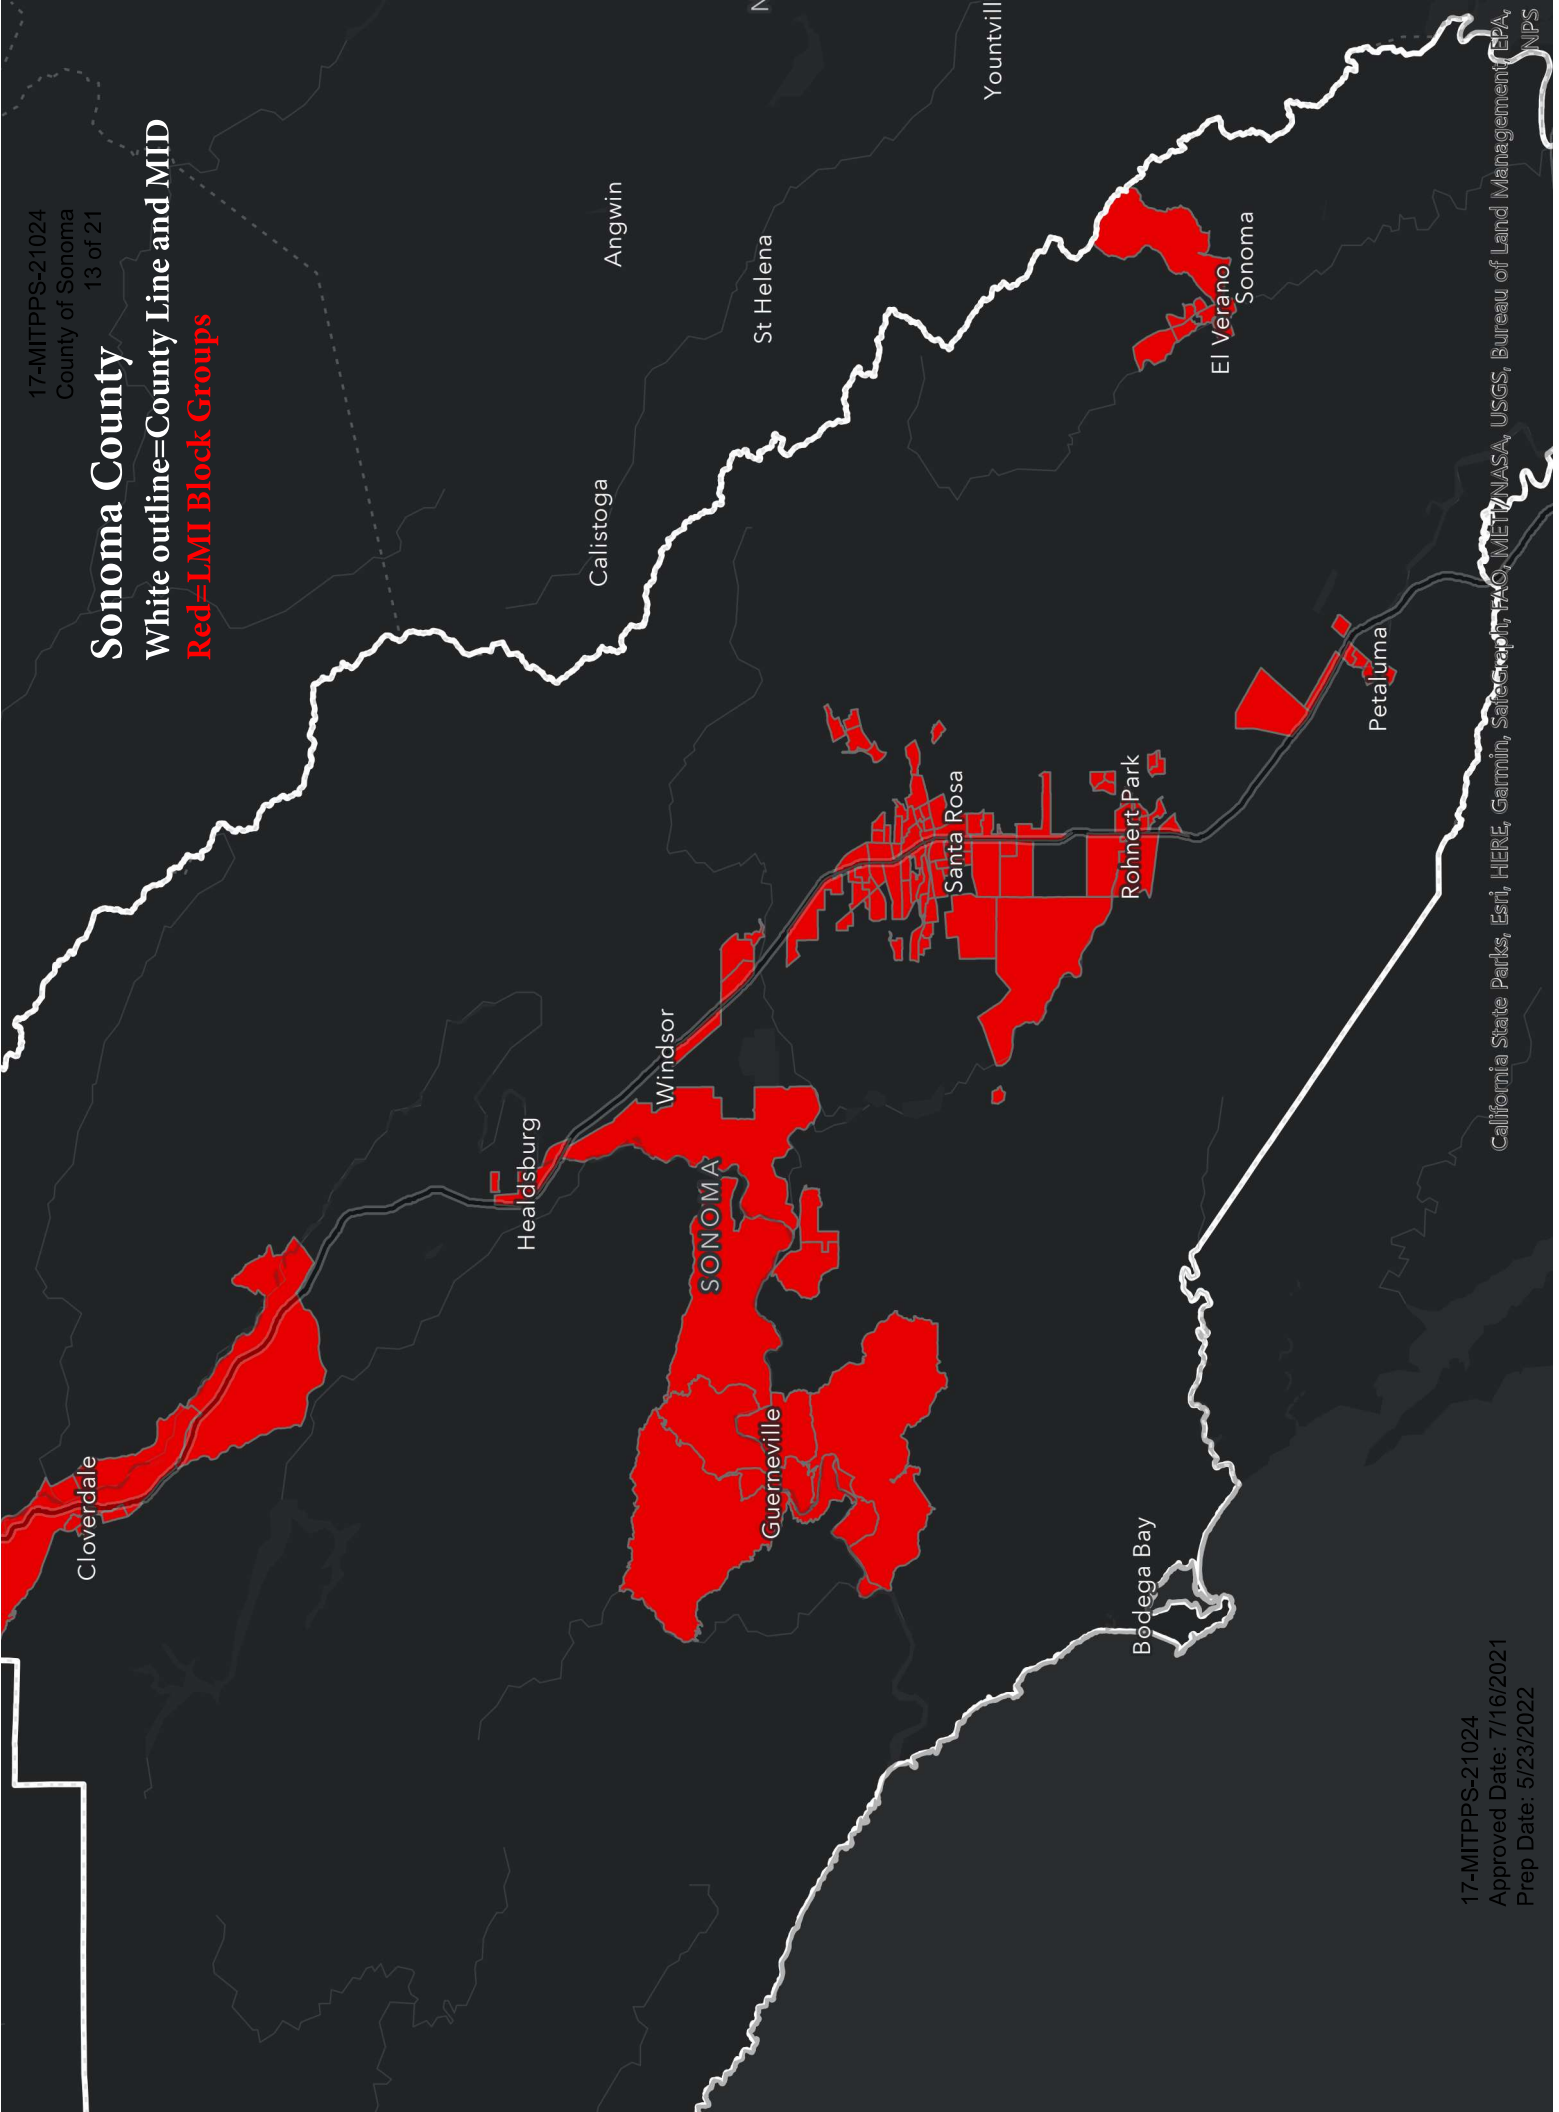 17-MITPPS-21024
County of Sonoma
13 of 21
Sonoma County
White outline=County Line and MID
Red=LMI Block Groups
Cloverdale
Healdsburg
Calistoga
Angwin
Windsor
SONOMA
St Helena
Guerneville
Santa Rosa
Yountvill
Rohnert Park
Bodega Bay
El Verano
Sonoma
Petaluma
California State Parks, Esri, HERE, Garmin, SafeGraph, FAO, METI/NASA, USGS, Bureau of Land Management, EPA,
NPS
17-MITPPS-21024
Approved Date: 7/16/2021
Prep Date: 5/23/2022